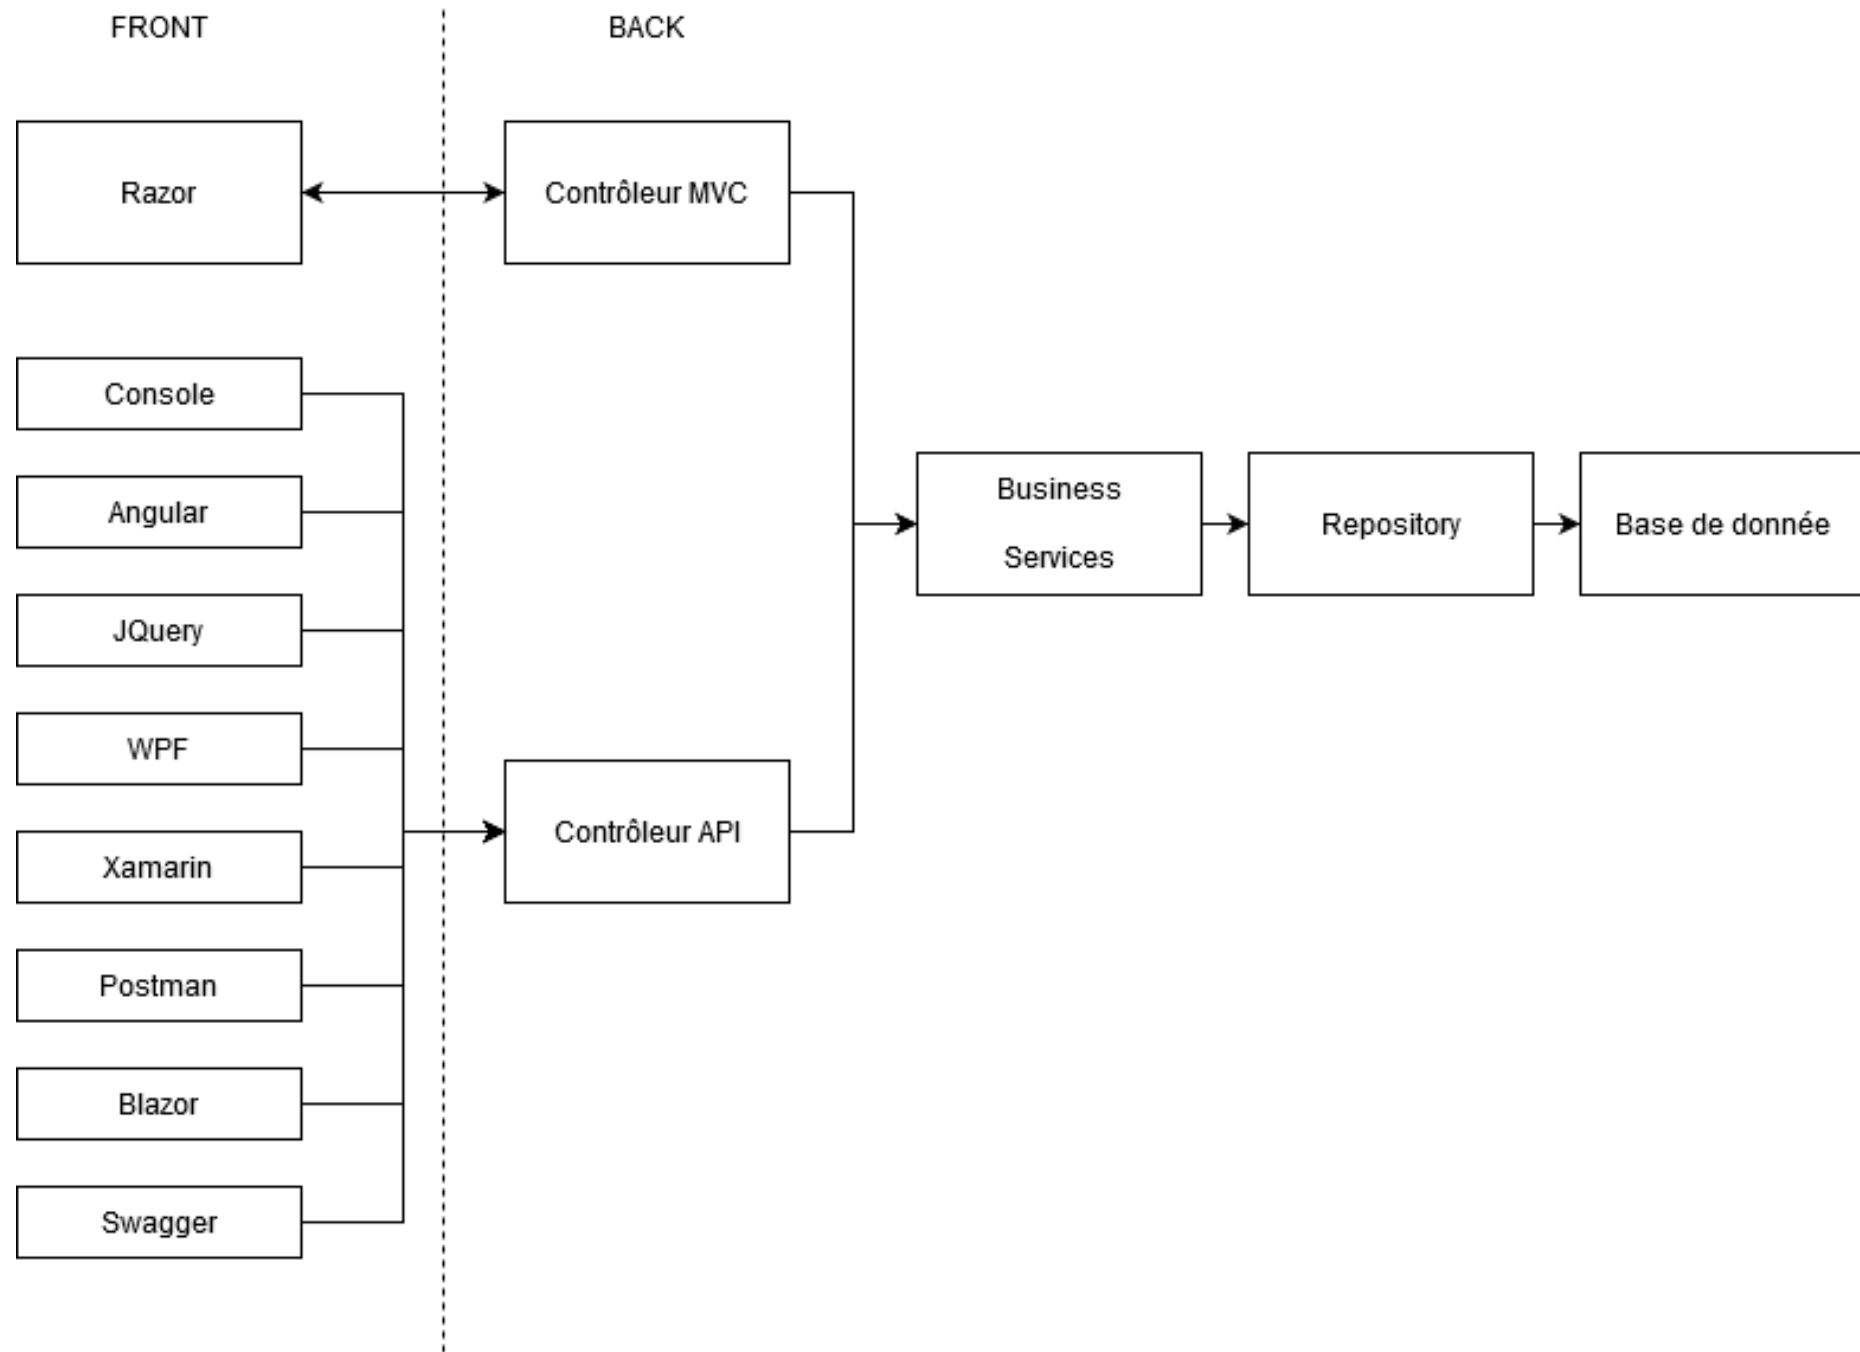 FRONT
BACK
Razor
Contrôleur MVC
Console
Angular
JQuery
WPF
Xamarin
Postman
Blazor
Swagger
Contrôleur API
Business
Services
Repository
Base de donnée